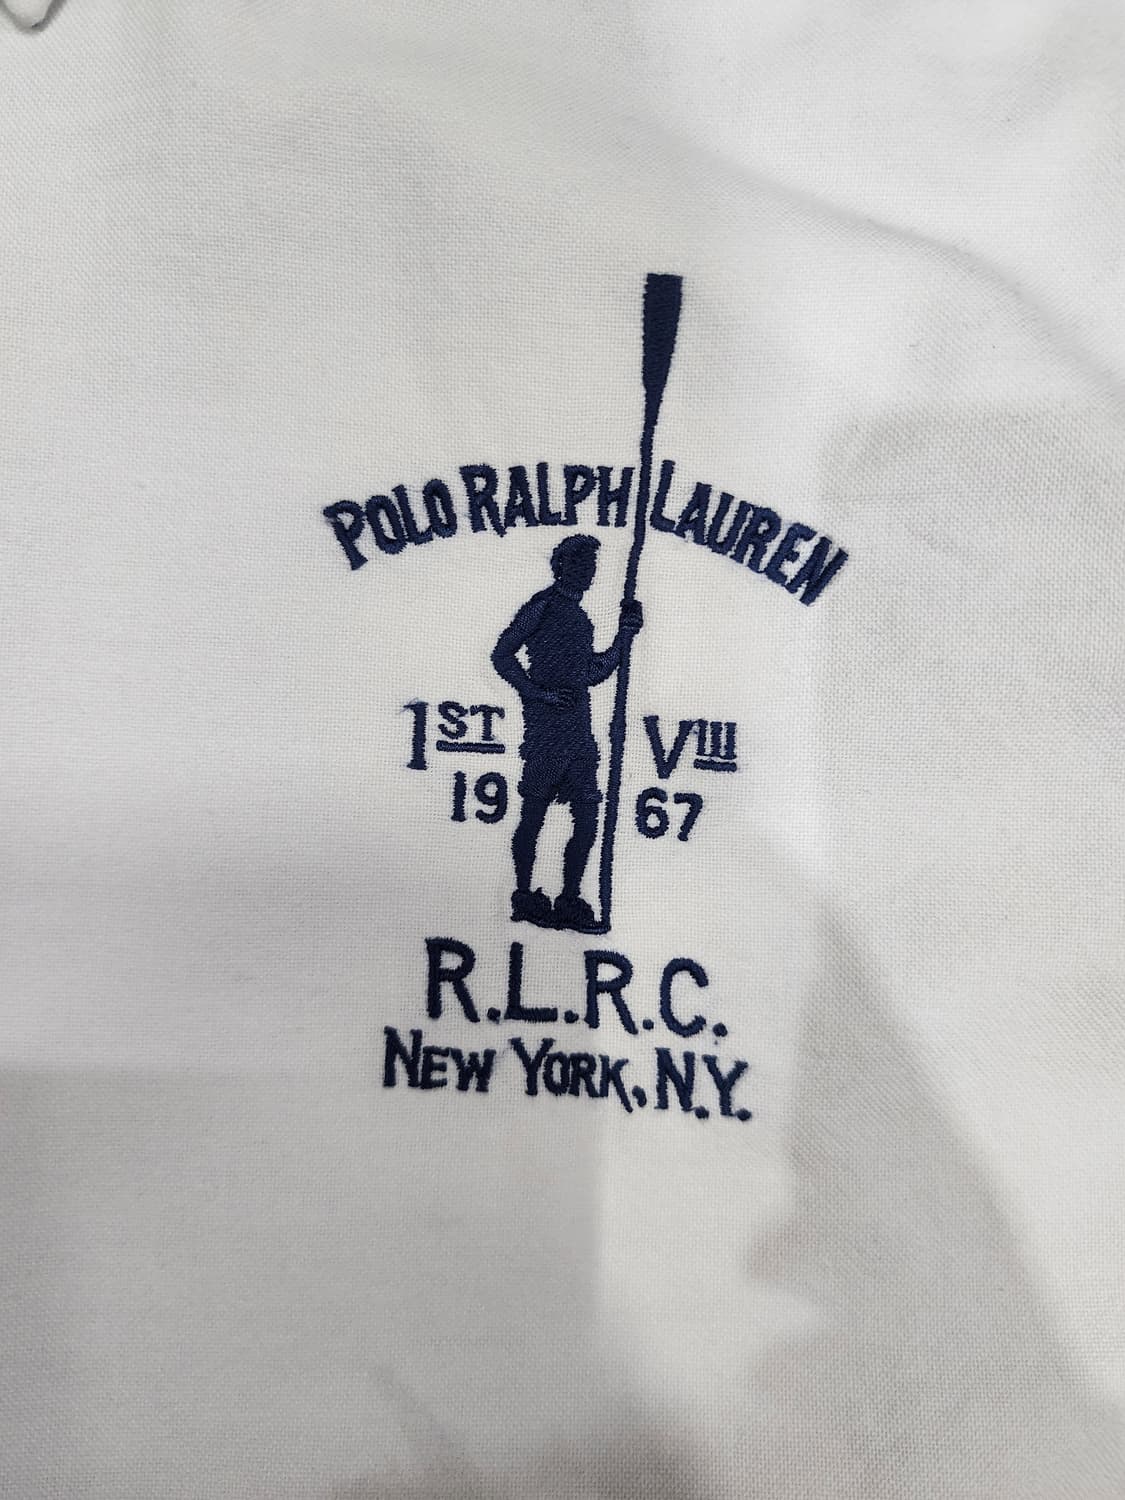 POLO RALPH LAUREN
1ST VIII
19 67
R.L.R.C.
NEW YORK, N.Y.